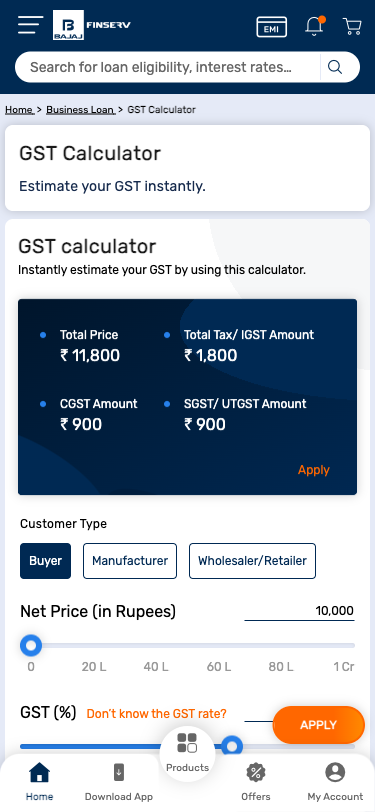 EMI
BAJAJ FINSERV
Search for loan eligibility, interest rates...
Home > Business Loan > GST Calculator
GST Calculator
Estimate your GST instantly.
GST calculator
Instantly estimate your GST by using this calculator.
Total Price Total Tax/ IGST Amount
₹ 11,800 ₹ 1,800
CGST Amount SGST/ UTGST Amount
₹ 900 ₹ 900
Apply
Customer Type
Buyer Manufacturer Wholesaler/Retailer
Net Price (in Rupees) 10,000
0 20 L 40 L 60 L 80 L 1 Cr
GST (%) Don't know the GST rate?
APPLY
Home Download App Products Offers My Account